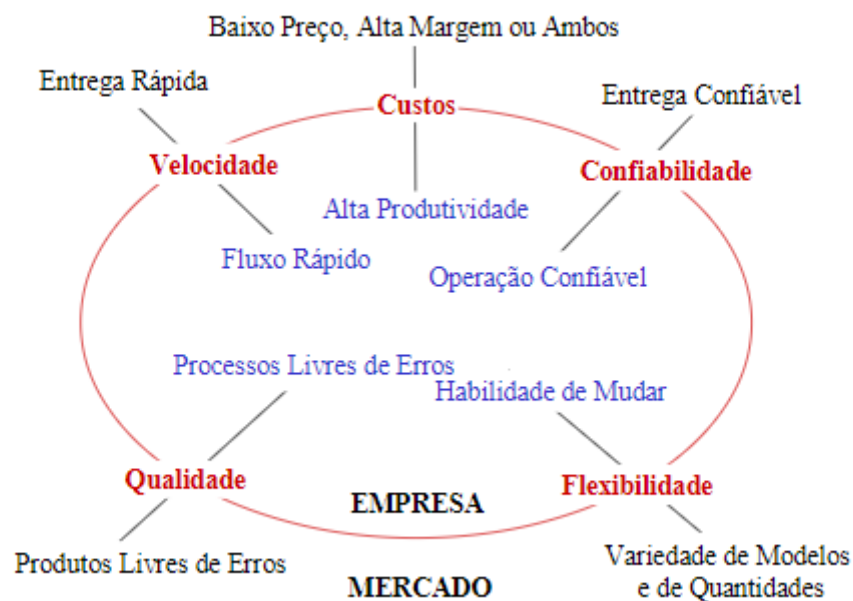 Baixo Preço, Alta Margem ou Ambos
Entrega Rápida
Custos
Entrega Confiável
Velocidade
Confiabilidade
Alta Produtividade
Fluxo Rápido
Operação Confiável
Processos Livres de Erros
Habilidade de Mudar
Qualidade
Flexibilidade
EMPRESA
Produtos Livres de Erros
Variedade de Modelos
e de Quantidades
MERCADO